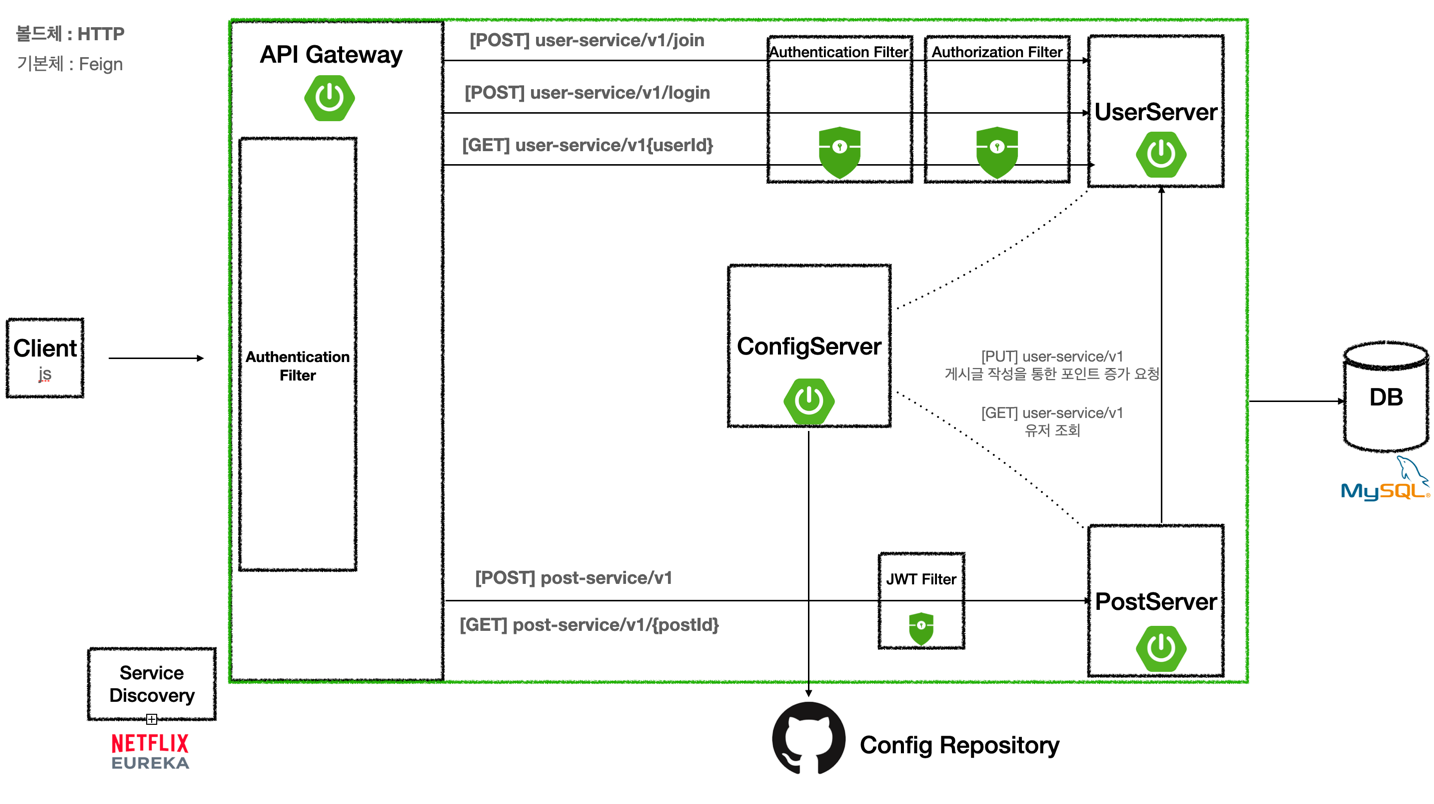 볼드체 : HTTP
기본체 : Feign
API Gateway
Authentication
Filter
Client
js
[POST] user-service/v1/join
[POST] user-service/v1/login
[GET] user-service/v1{userId}
Authentication Filter
Authorization Filter
UserServer
ConfigServer
[PUT] user-service/v1
게시글 작성을 통한 포인트 증가 요청
[GET] user-service/v1
유저 조회
DB
MySQL®
[POST] post-service/v1
[GET] post-service/v1/{postId}
JWT Filter
PostServer
Service
Discovery
NETFLIX
EUREKA
Config Repository